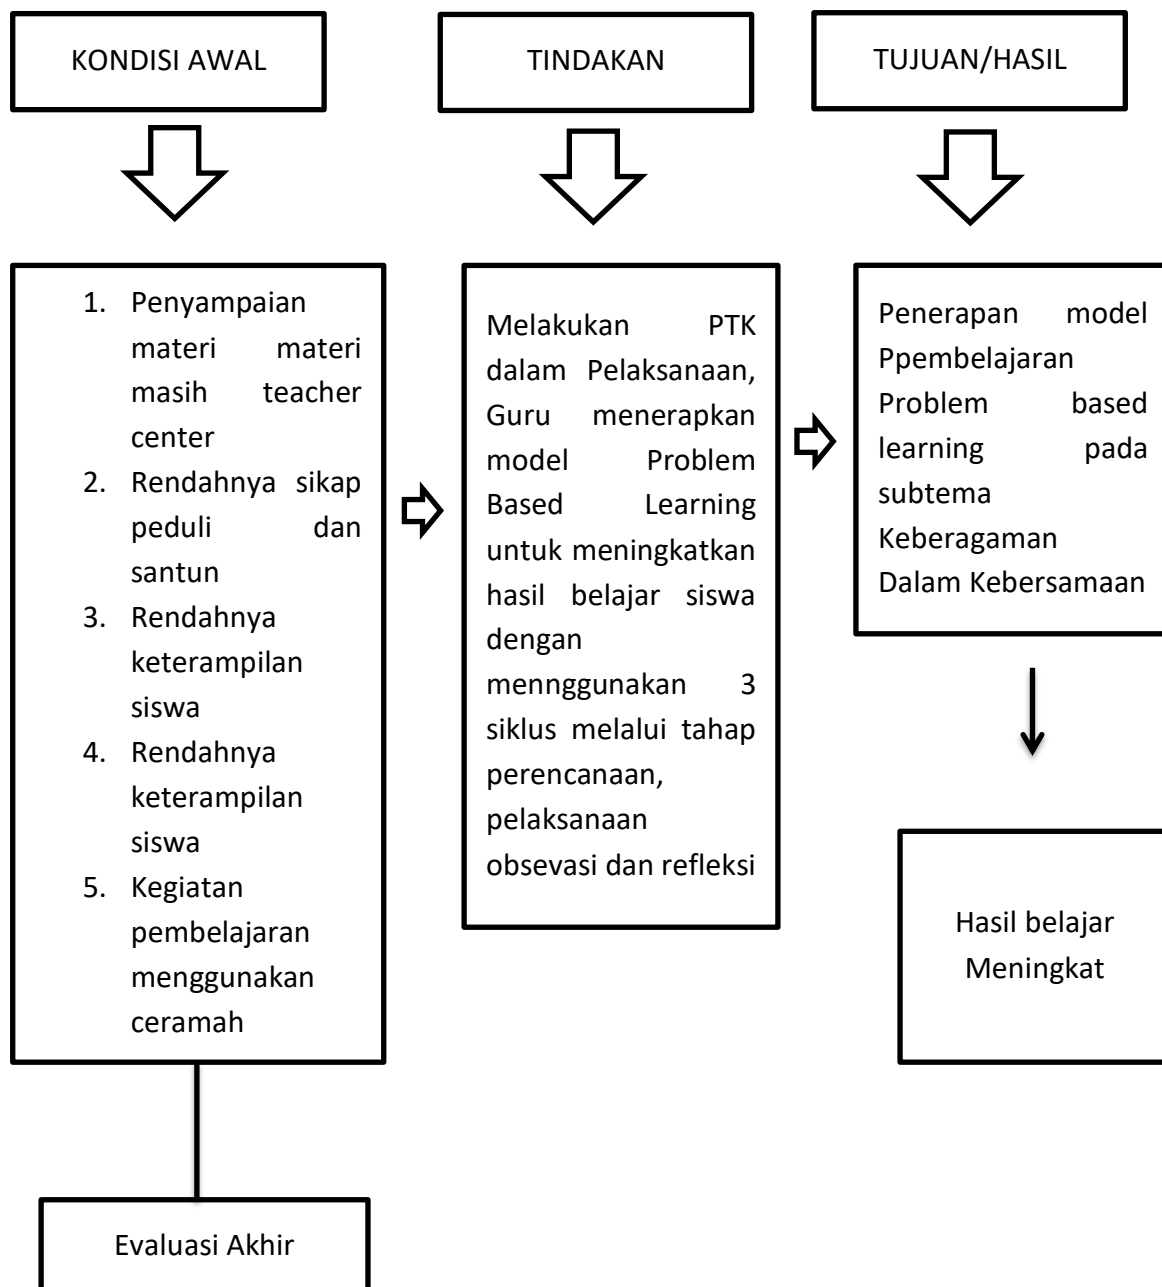 KONDISI AWAL
TINDAKAN
TUJUAN/HASIL
1. Penyampaian
materi materi
masih teacher
center
2. Rendahnya sikap
peduli dan
santun
3. Rendahnya
keterampilan
siswa
4. Rendahnya
keterampilan
siswa
5. Kegiatan
pembelajaran
menggunakan
ceramah
Melakukan PTK
dalam Pelaksanaan,
Guru menerapkan
model Problem
Based Learning
untuk meningkatkan
hasil belajar siswa
dengan
mennggunakan 3
siklus melalui tahap
perencanaan,
pelaksanaan
obsevasi dan refleksi
Penerapan model
Ppembelajaran
Problem based
learning pada
subtema
Keberagaman
Dalam Kebersamaan
Hasil belajar
Meningkat
Evaluasi Akhir